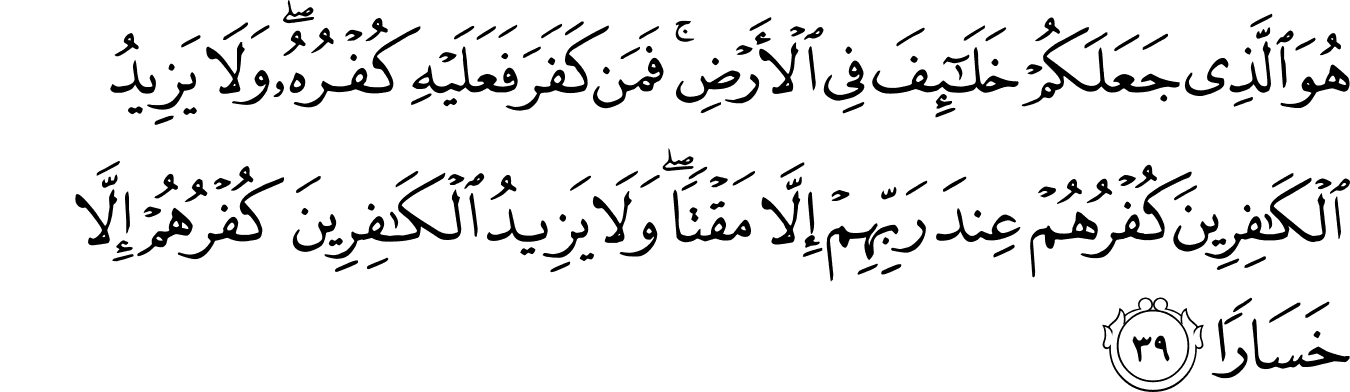 هُوَ ٱلَّذِى جَعَلَكُمْ خَلَـٰٓئِفَ فِى ٱلْأَرْضِ ۚ فَمَن كَفَرَ فَعَلَيْهِ كُفْرُهُۥ ۖ وَلَا يَزِيدُ
ٱلْكَـٰفِرِينَ كُفْرُهُمْ عِندَ رَبِّهِمْ إِلَّا مَقْتًا ۖ وَلَا يَزِيدُ ٱلْكَـٰفِرِينَ كُفْرُهُمْ إِلَّا
خَسَارًا ٣٩